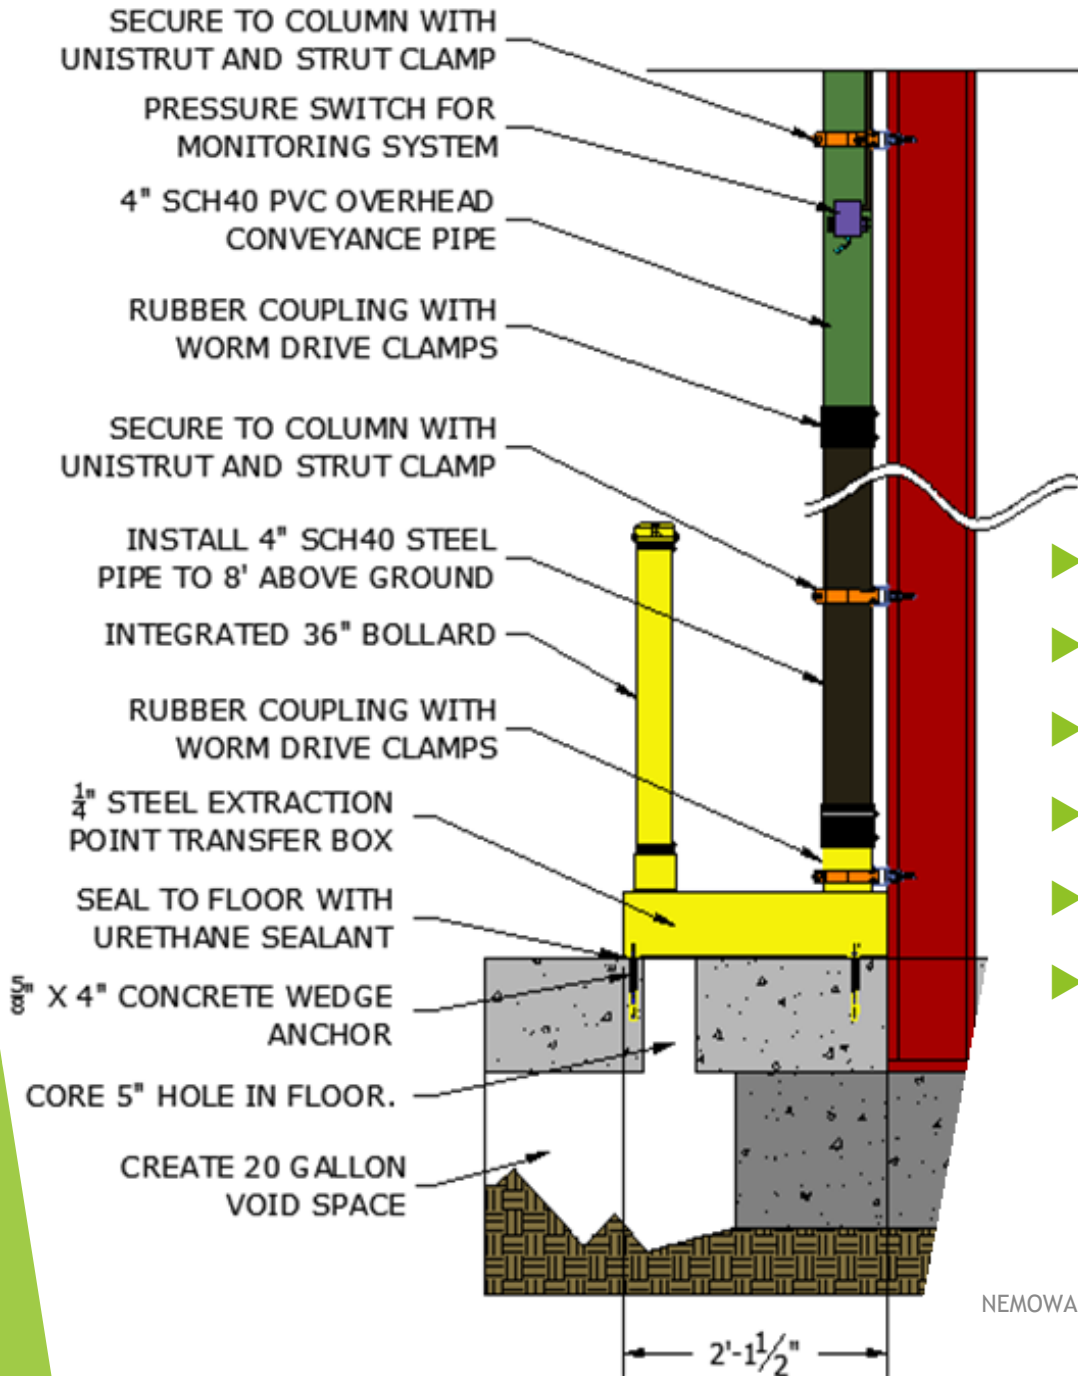 SECURE TO COLUMN WITH
UNISTRUT AND STRUT CLAMP
PRESSURE SWITCH FOR
MONITORING SYSTEM
4" SCH40 PVC OVERHEAD
CONVEYANCE PIPE
RUBBER COUPLING WITH
WORM DRIVE CLAMPS
SECURE TO COLUMN WITH
UNISTRUT AND STRUT CLAMP
INSTALL 4" SCH40 STEEL
PIPE TO 8' ABOVE GROUND
INTEGRATED 36" BOLLARD
RUBBER COUPLING WITH
WORM DRIVE CLAMPS
1/4" STEEL EXTRACTION
POINT TRANSFER BOX
SEAL TO FLOOR WITH
URETHANE SEALANT
5/8" X 4" CONCRETE WEDGE
ANCHOR
CORE 5" HOLE IN FLOOR.
CREATE 20 GALLON
VOID SPACE
NEMOWA
2'-1 1/2"